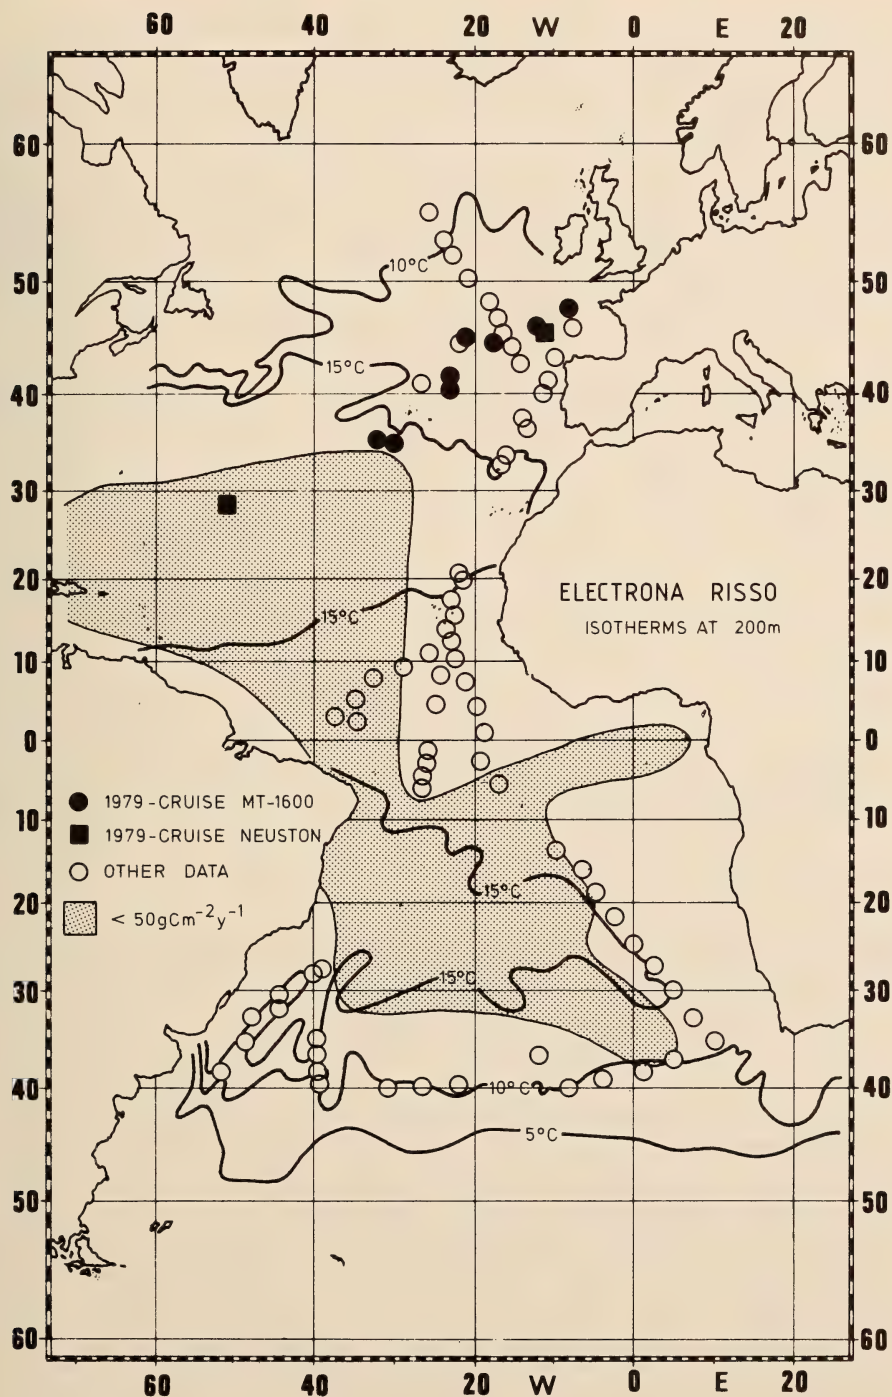 60 40 20 W 0 E 20
60 60
50 50
10°C
15°C
40 40
30 30
20 20
ELECTRONA RISSO
ISOTHERMS AT 200m
15°C
10 10
0 0
1979-CRUISE MT-1600
10 10
1979-CRUISE NEUSTON
OTHER DATA
15°C
20 20
< 50gCm⁻²y⁻¹
15°C
30 30
40 10°C 40
5°C
50 50
60 60
60 40 20 W 0 E 20